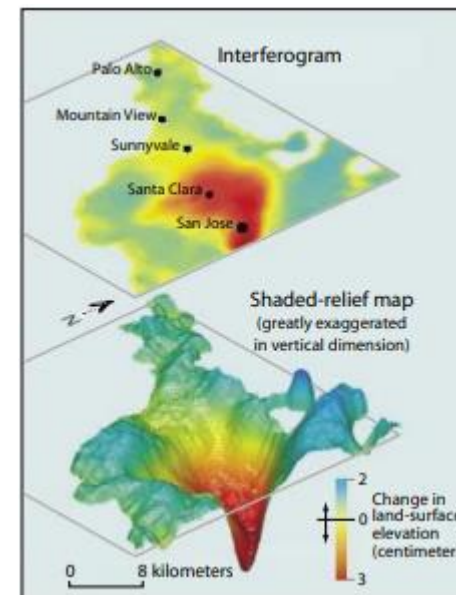 Interferogram
Palo Alto
Mountain View
Sunnyvale
Santa Clara
San Jose
N
Shaded-relief map
(greatly exaggerated
in vertical dimension)
2
0
3
Change in
land-surface
elevation
(centimeter
0 8 kilometers